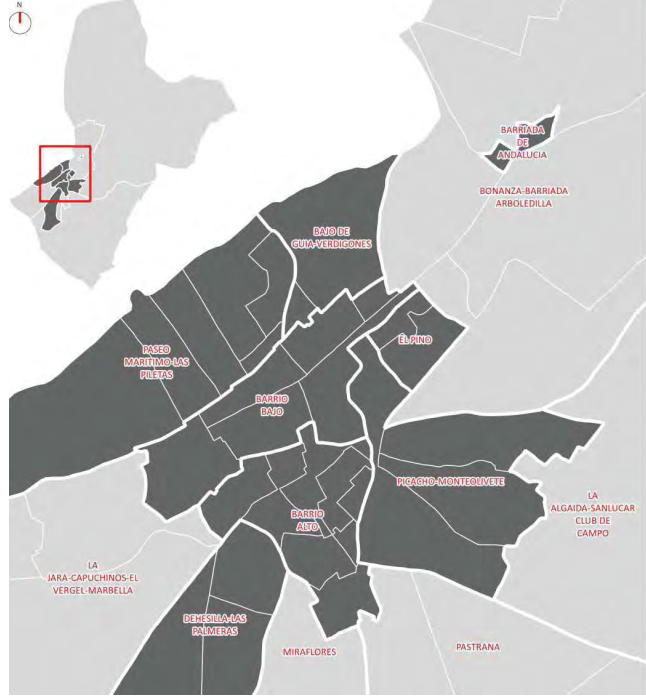 N
BARRIADA
DE
ANDALUCIA
BONANZA-BARRIADA
ARBOLEDILLA
BAJO DE
GUIA-VERDIGONES
EL PINO
PASEO
MARITIMO-LAS
PILETAS
BARRIO
BAJO
PICACHO-MONTEOLIVETE
LA
ALGAIDA-SANLUCAR
CLUB DE
CAMPO
BARRIO
ALTO
LA
JARA-CAPUCHINOS-EL
VERGEL-MARBELLA
DEHESILLA-LAS
PALMERAS
MIRAFLORES
PASTRANA